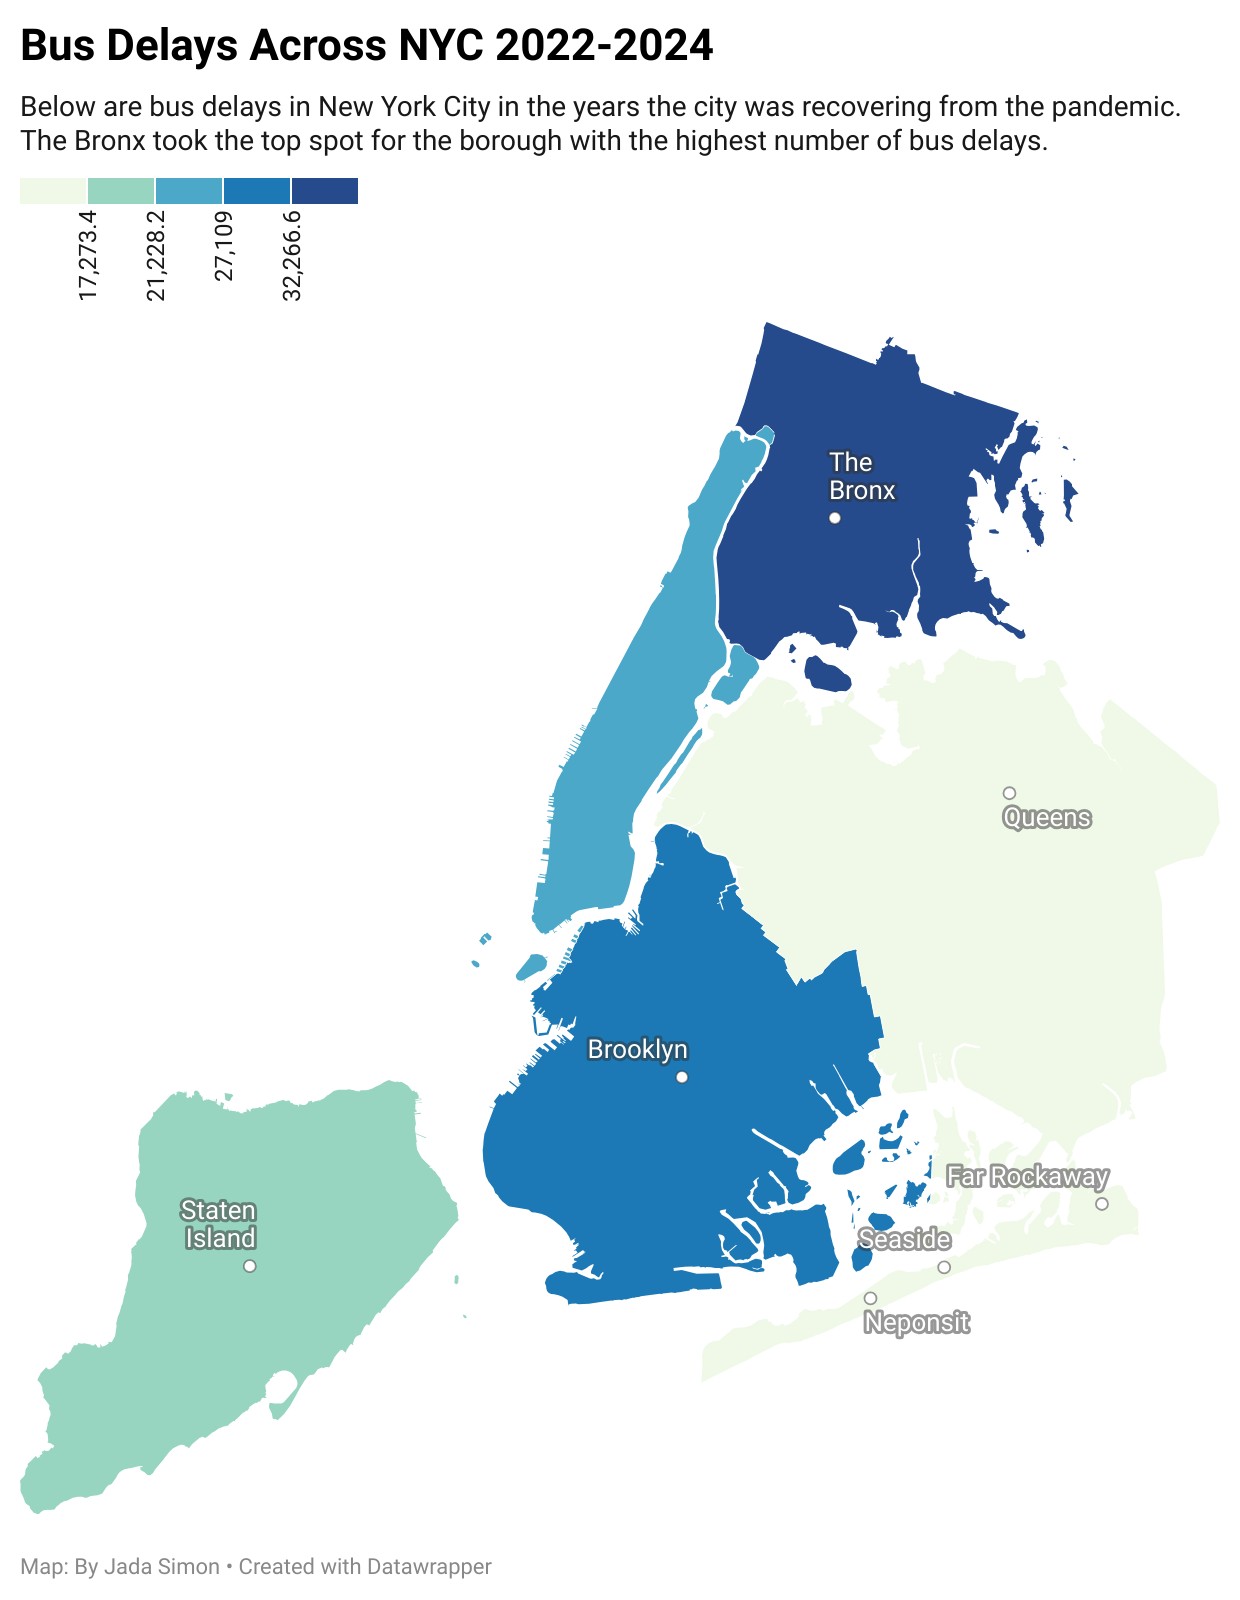 Bus Delays Across NYC 2022-2024
Below are bus delays in New York City in the years the city was recovering from the pandemic.
The Bronx took the top spot for the borough with the highest number of bus delays.
17,273.4
21,228.2
27,109
32,266.6
The
Bronx
Queens
Brooklyn
Far Rockaway
Staten
Island
Seaside
Neponsit
Map: By Jada Simon • Created with Datawrapper